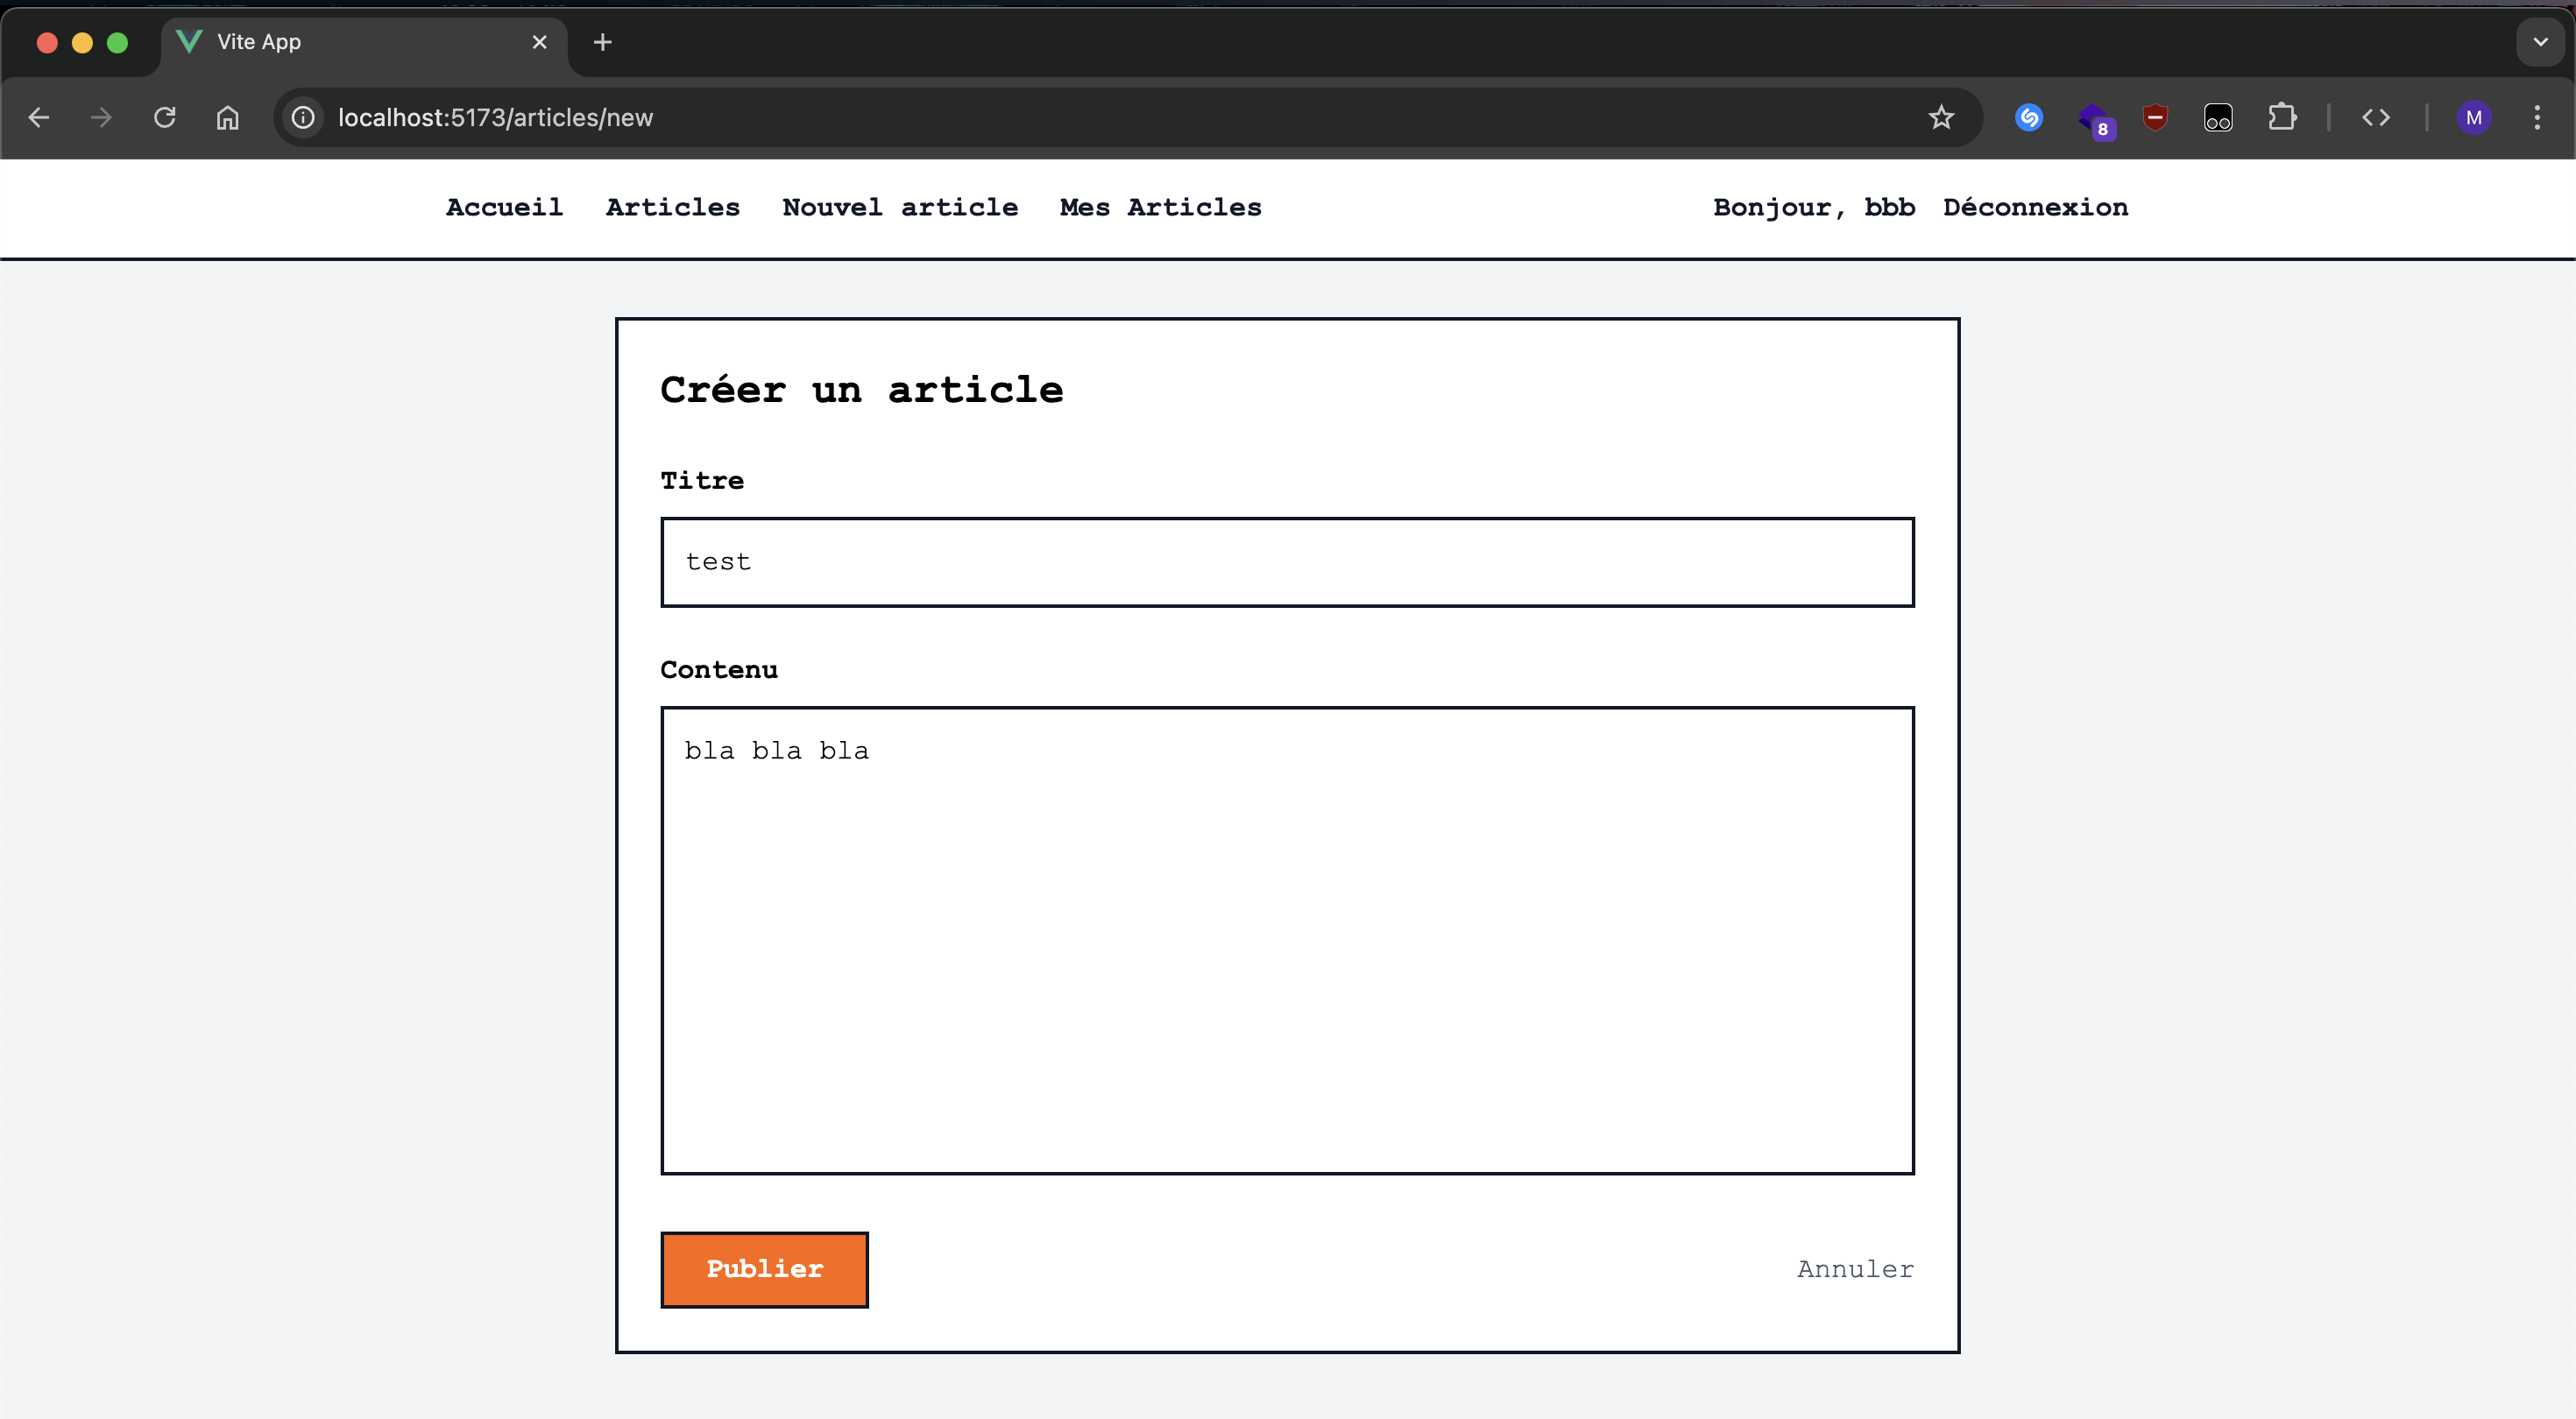 Vite App
localhost:5173/articles/new
8
M
Accueil Articles Nouvel article Mes Articles Bonjour, bbb Déconnexion
Créer un article
Titre
test
Contenu
bla bla bla
Publier Annuler